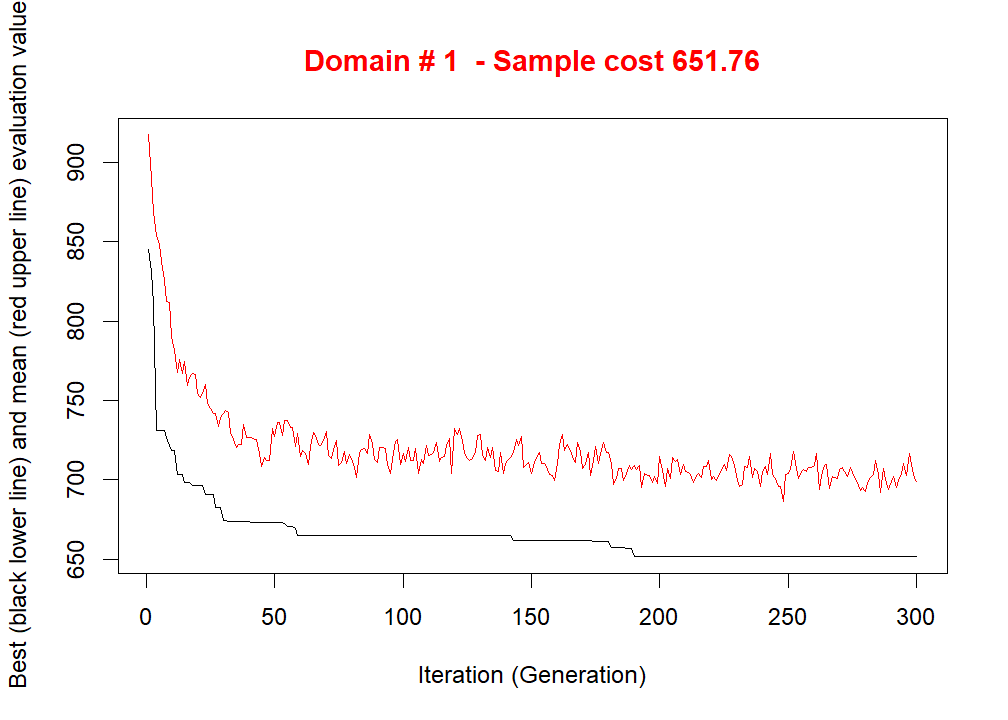 Domain # 1  - Sample cost 651.76
Best (black lower line) and mean (red upper line) evaluation value
900
850
800
750
700
650
0 50 100 150 200 250 300
Iteration (Generation)